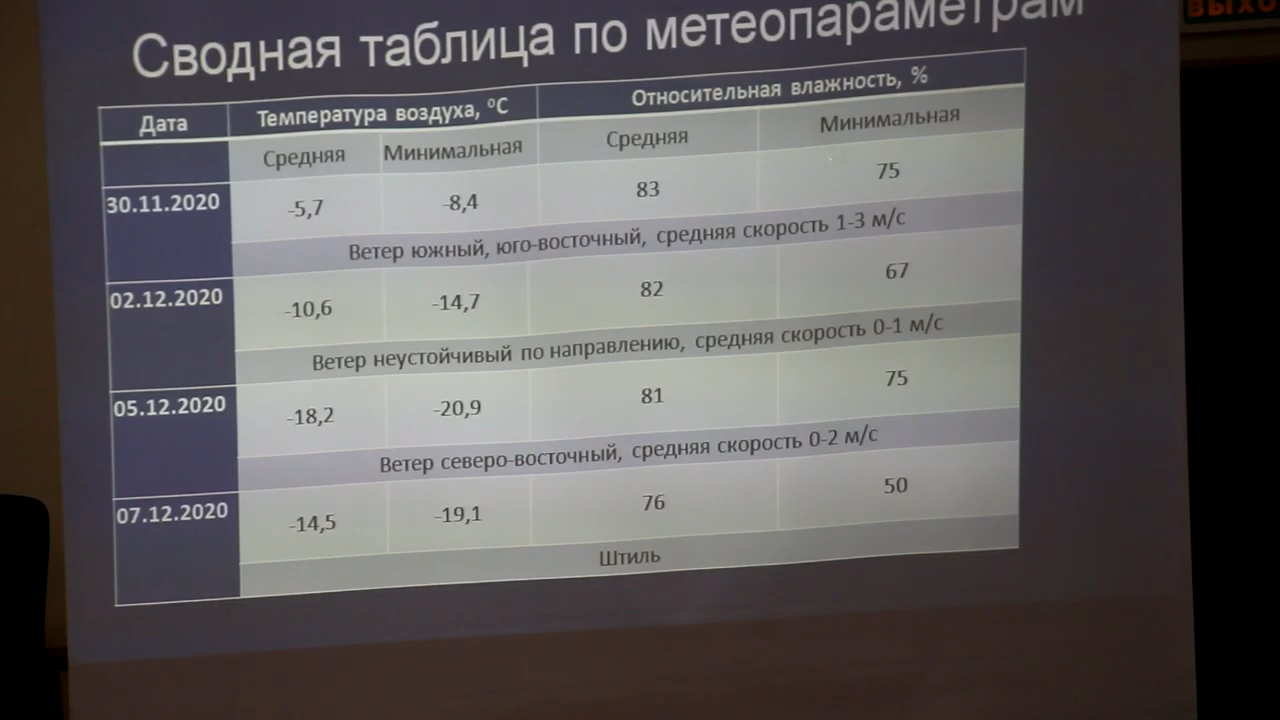 Сводная таблица по метеопараметрам
Дата Температура воздуха, °С Относительная влажность, %
Средняя Минимальная Средняя Минимальная
30.11.2020 -5,7 -8,4 83 75
Ветер южный, юго-восточный, средняя скорость 1-3 м/с
02.12.2020 -10,6 -14,7 82 67
Ветер неустойчивый по направлению, средняя скорость 0-1 м/с
05.12.2020 -18,2 -20,9 81 75
Ветер северо-восточный, средняя скорость 0-2 м/с
07.12.2020 -14,5 -19,1 76 50
Штиль